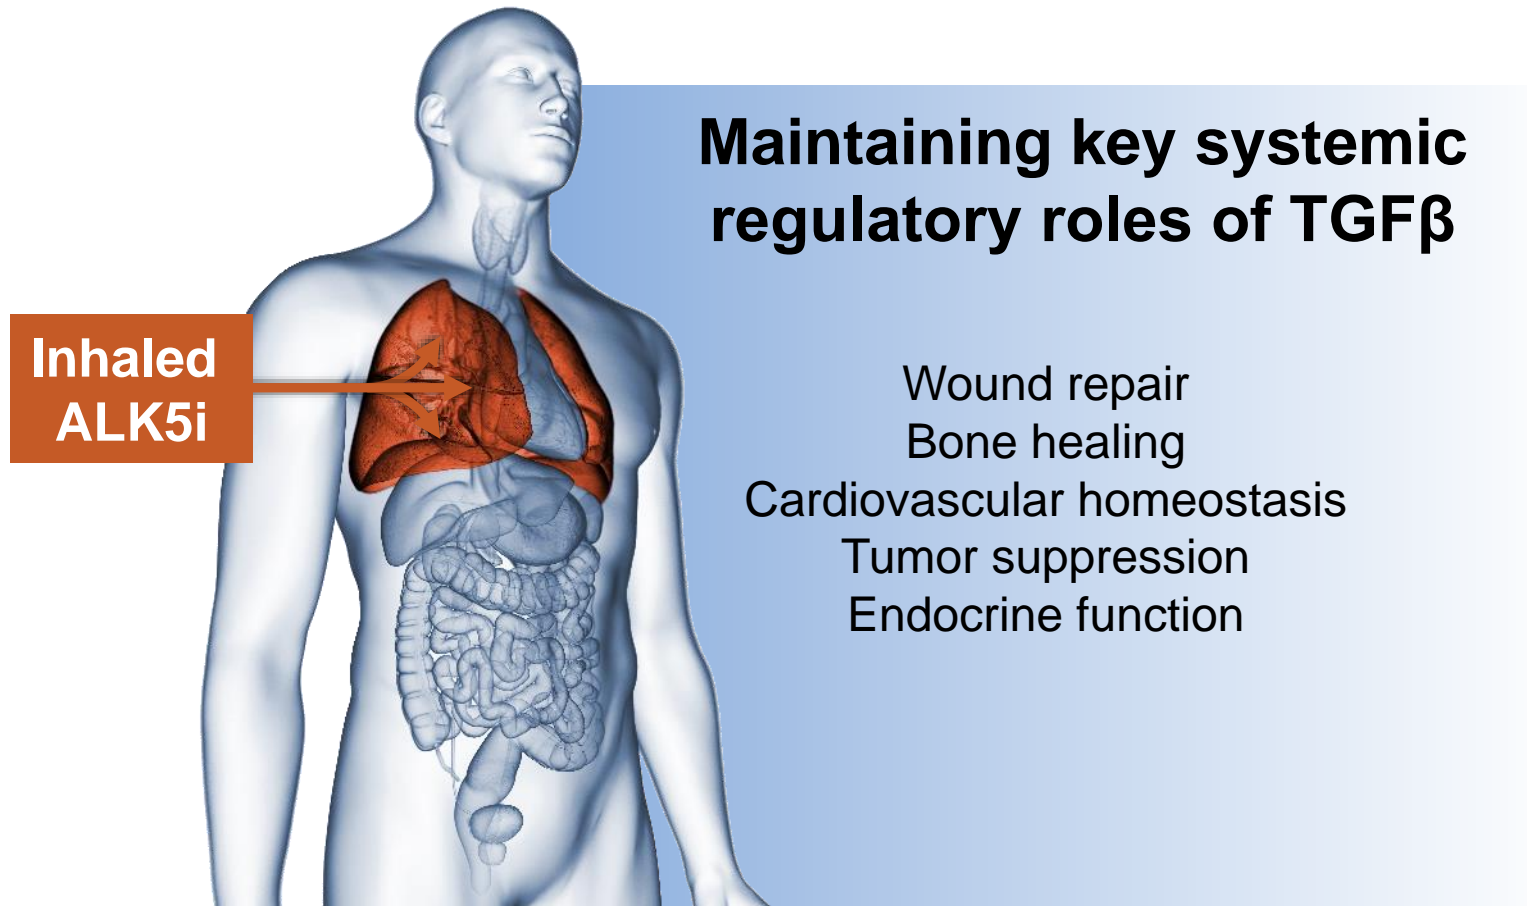 Maintaining key systemic
regulatory roles of TGFβ
Inhaled
ALK5i
Wound repair
Bone healing
Cardiovascular homeostasis
Tumor suppression
Endocrine function